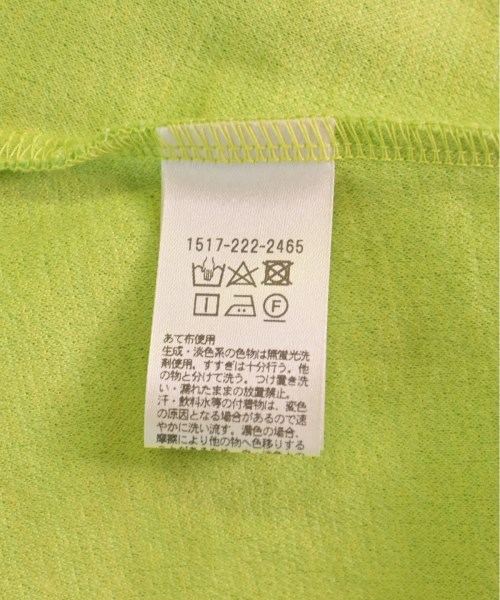 1517-222-2465
F
あて布使用
生成・淡色系の色物は無蛍光洗
剤使用。すすぎは十分行う。他
の物と分けて洗う。つけ置き洗
い・濡れたままの放置禁止。
汗・飲料水等の付着物は、変色
の原因となる場合があるので速
やかに洗い流す。濃色の場合、
摩擦により他の物へ色移りする